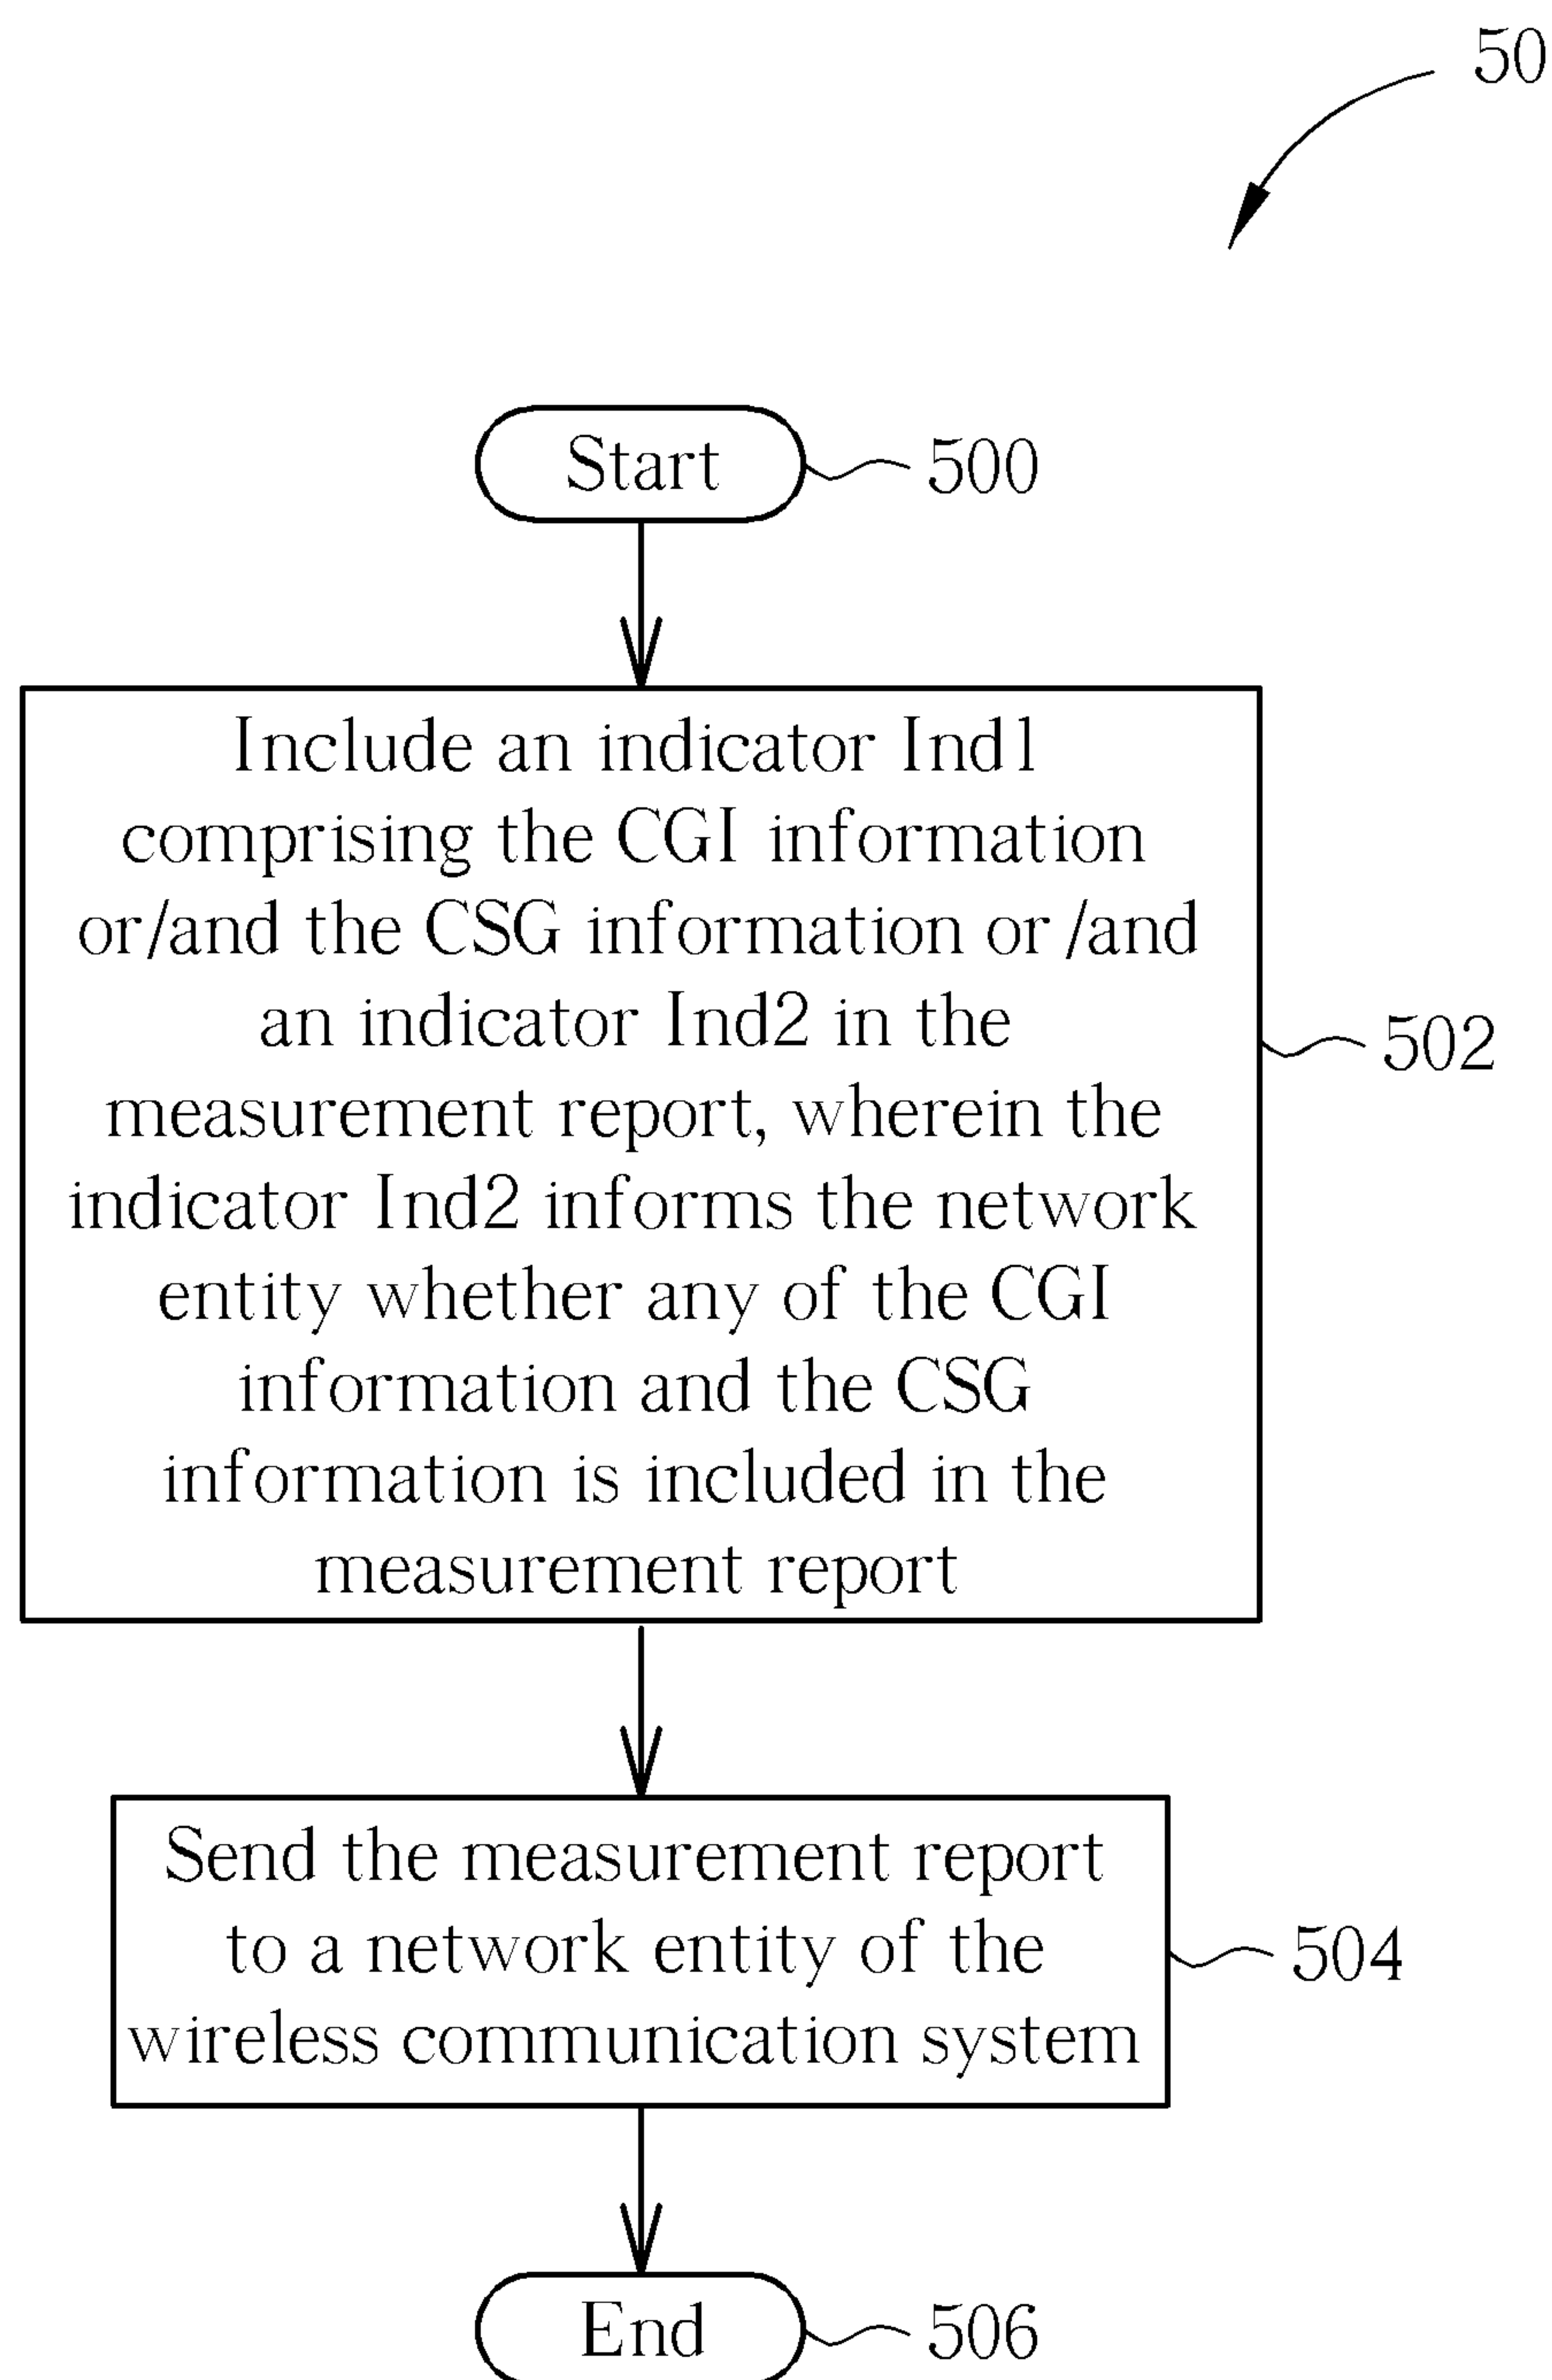 50
Start
500
Include an indicator Ind1
comprising the CGI information
or/and the CSG information or/and
an indicator Ind2 in the
measurement report, wherein the
indicator Ind2 informs the network
entity whether any of the CGI
information and the CSG
information is included in the
measurement report
502
Send the measurement report
to a network entity of the
wireless communication system
504
End
506